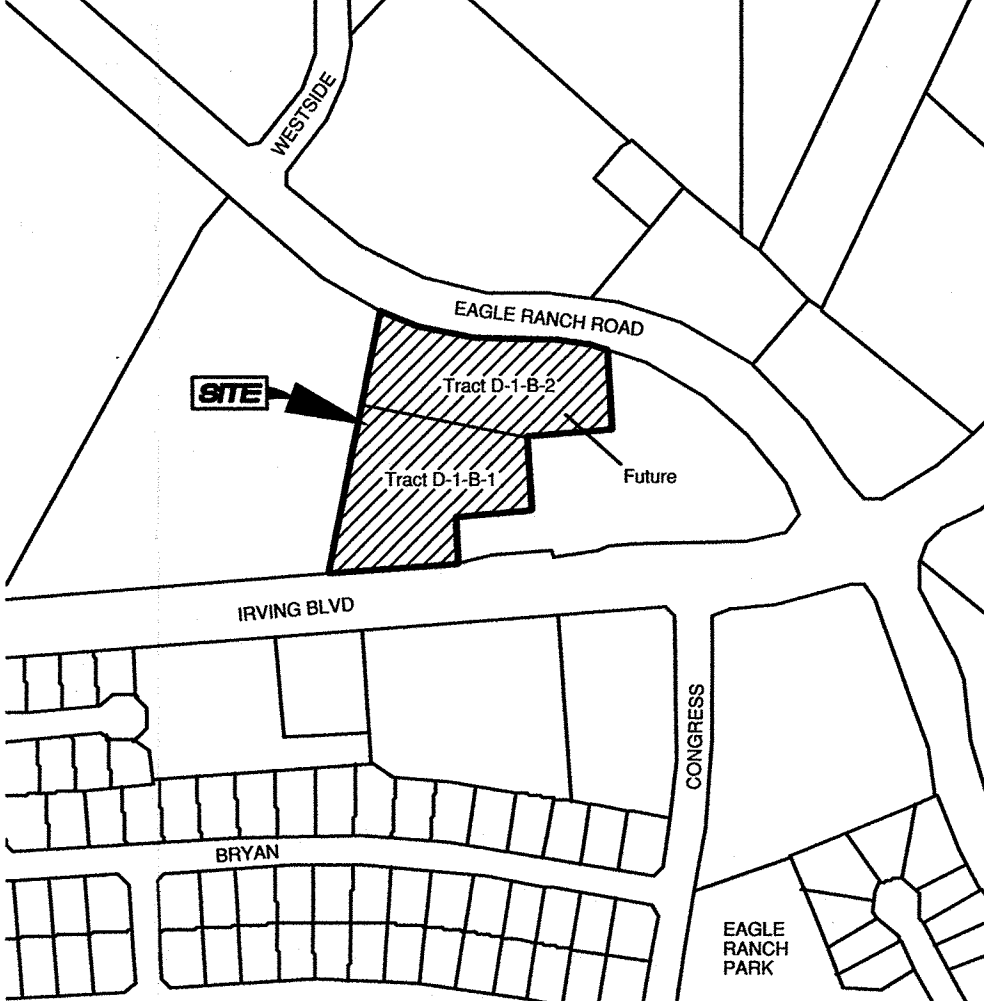 WESTSIDE
EAGLE RANCH ROAD
SITE
Tract D-1-B-2
Tract D-1-B-1
Future
IRVING BLVD
CONGRESS
BRYAN
EAGLE
RANCH
PARK